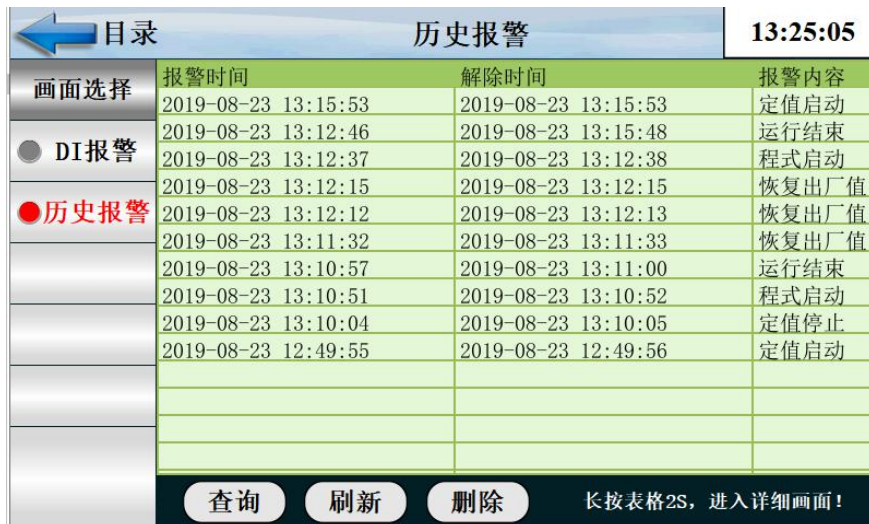 目录 历史报警 13:25:05
画面选择
DI报警
历史报警
报警时间 解除时间 报警内容
2019-08-23 13:15:53 2019-08-23 13:15:53 定值启动
2019-08-23 13:12:46 2019-08-23 13:15:48 运行结束
2019-08-23 13:12:37 2019-08-23 13:12:38 程式启动
2019-08-23 13:12:15 2019-08-23 13:12:15 恢复出厂值
2019-08-23 13:12:12 2019-08-23 13:12:13 恢复出厂值
2019-08-23 13:11:32 2019-08-23 13:11:33 恢复出厂值
2019-08-23 13:10:57 2019-08-23 13:11:00 运行结束
2019-08-23 13:10:51 2019-08-23 13:10:52 程式启动
2019-08-23 13:10:04 2019-08-23 13:10:05 定值停止
2019-08-23 12:49:55 2019-08-23 12:49:56 定值启动
查询 刷新 删除 长按表格2S，进入详细画面！